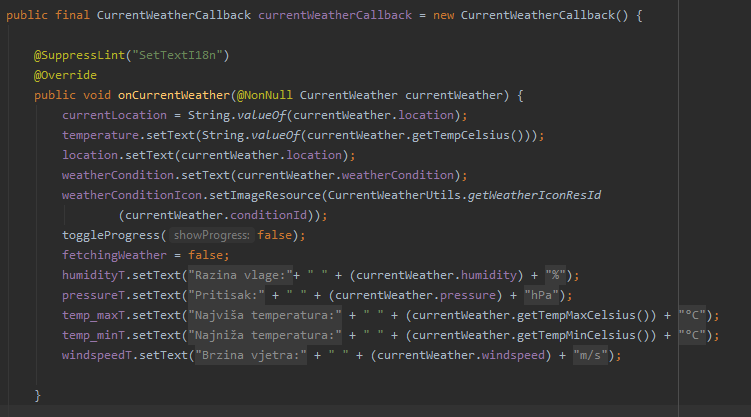 public final CurrentWeatherCallback currentWeatherCallback = new CurrentWeatherCallback() {
@SuppressLint("SetTextI18n")
@Override
public void onCurrentWeather(@NonNull CurrentWeather currentWeather) {
currentLocation = String.valueOf(currentWeather.location);
temperature.setText(String.valueOf(currentWeather.getTempCelsius()));
location.setText(currentWeather.location);
weatherCondition.setText(currentWeather.weatherCondition);
weatherConditionIcon.setImageResource(CurrentWeatherUtils.getWeatherIconResId
(currentWeather.conditionId));
toggleProgress( showProgress: false);
fetchingWeather = false;
humidityT.setText("Razina vlage:"+ " " + (currentWeather.humidity) + "%");
pressureT.setText("Pritisak:" + " " + (currentWeather.pressure) + "hPa");
temp_maxT.setText("Najviša temperatura:" + " " + (currentWeather.getTempMaxCelsius()) + "°C");
temp_minT.setText("Najniža temperatura:" + " " + (currentWeather.getTempMinCelsius()) + "°C");
windspeedT.setText("Brzina vjetra:" + " " + (currentWeather.windspeed) + "m/s");
}